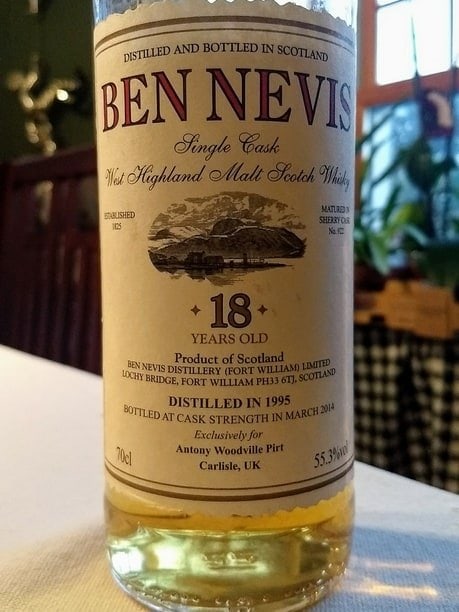 DISTILLED AND BOTTLED IN SCOTLAND
BEN NEVIS
Single Cask
West Highland Malt Scotch Whisky
ESTABLISHED
1825
MATURED IN
SHERRY CASK
No.
18
YEARS OLD
Product of Scotland
BEN NEVIS DISTILLERY (FORT WILLIAM) LIMITED
LOCHY BRIDGE, FORT WILLIAM PH33 6TJ, SCOTLAND
DISTILLED IN 1995
BOTTLED AT CASK STRENGTH IN MARCH 2014
Exclusively for
Antony Woodville Pirt
Carlisle, UK
70cl
55.3%vol